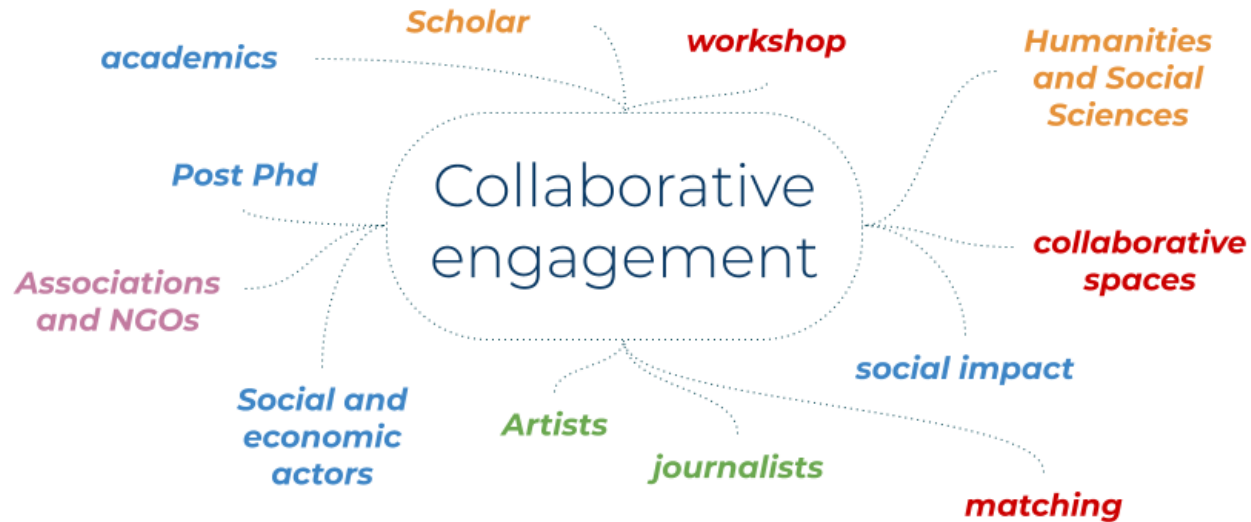 Scholar
academics
workshop
Humanities
and Social
Sciences
Post Phd
Collaborative
engagement
collaborative
spaces
Associations
and NGOs
social impact
Social and
economic
actors
Artists
journalists
matching